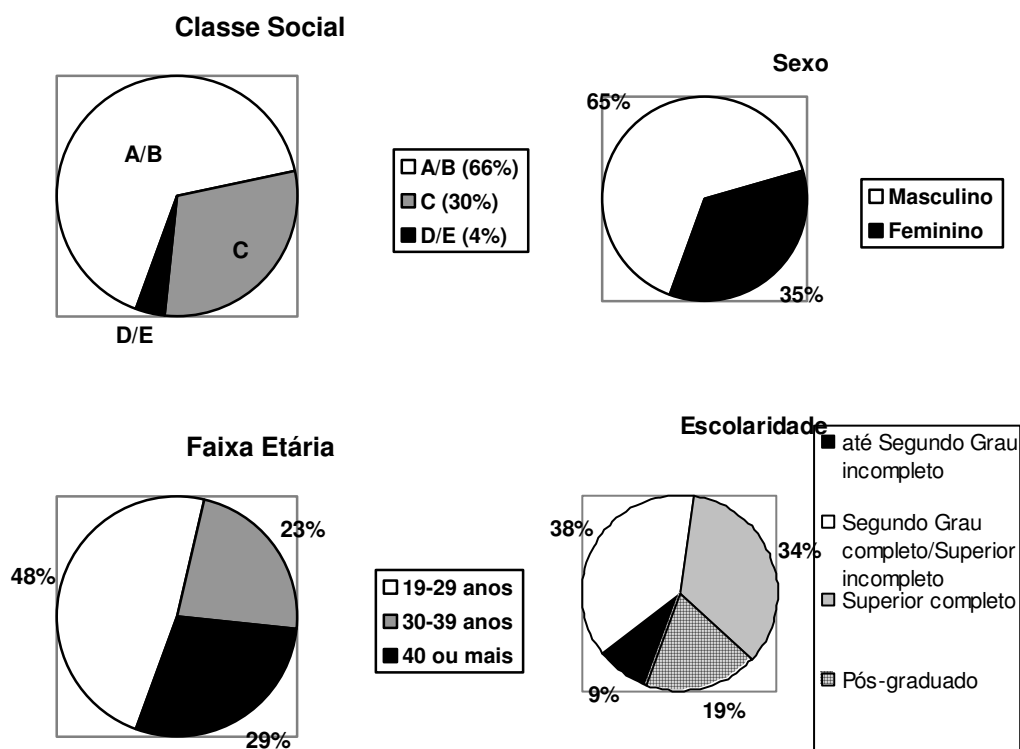 Classe Social
A/B
C
D/E
A/B (66%)
C (30%)
D/E (4%)
Sexo
65%
35%
Masculino
Feminino
Faixa Etária
48%
23%
29%
19-29 anos
30-39 anos
40 ou mais
Escolaridade
38%
34%
9%
19%
até Segundo Grau
incompleto
Segundo Grau
completo/Superior
incompleto
Superior completo
Pós-graduado